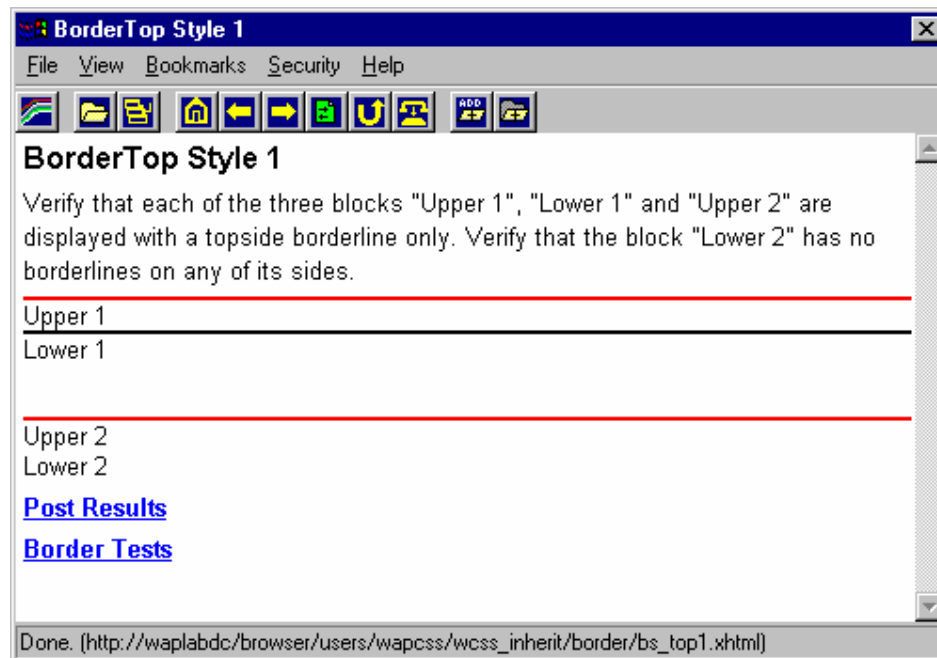 BorderTop Style 1
File View Bookmarks Security Help
ADD
BorderTop Style 1
Verify that each of the three blocks "Upper 1", "Lower 1" and "Upper 2" are
displayed with a topside borderline only. Verify that the block "Lower 2" has no
borderlines on any of its sides.
Upper 1
Lower 1
Upper 2
Lower 2
Post Results
Border Tests
Done. (http://waplabdc/browser/users/wapcss/wcss_inherit/border/bs_top1.xhtml)